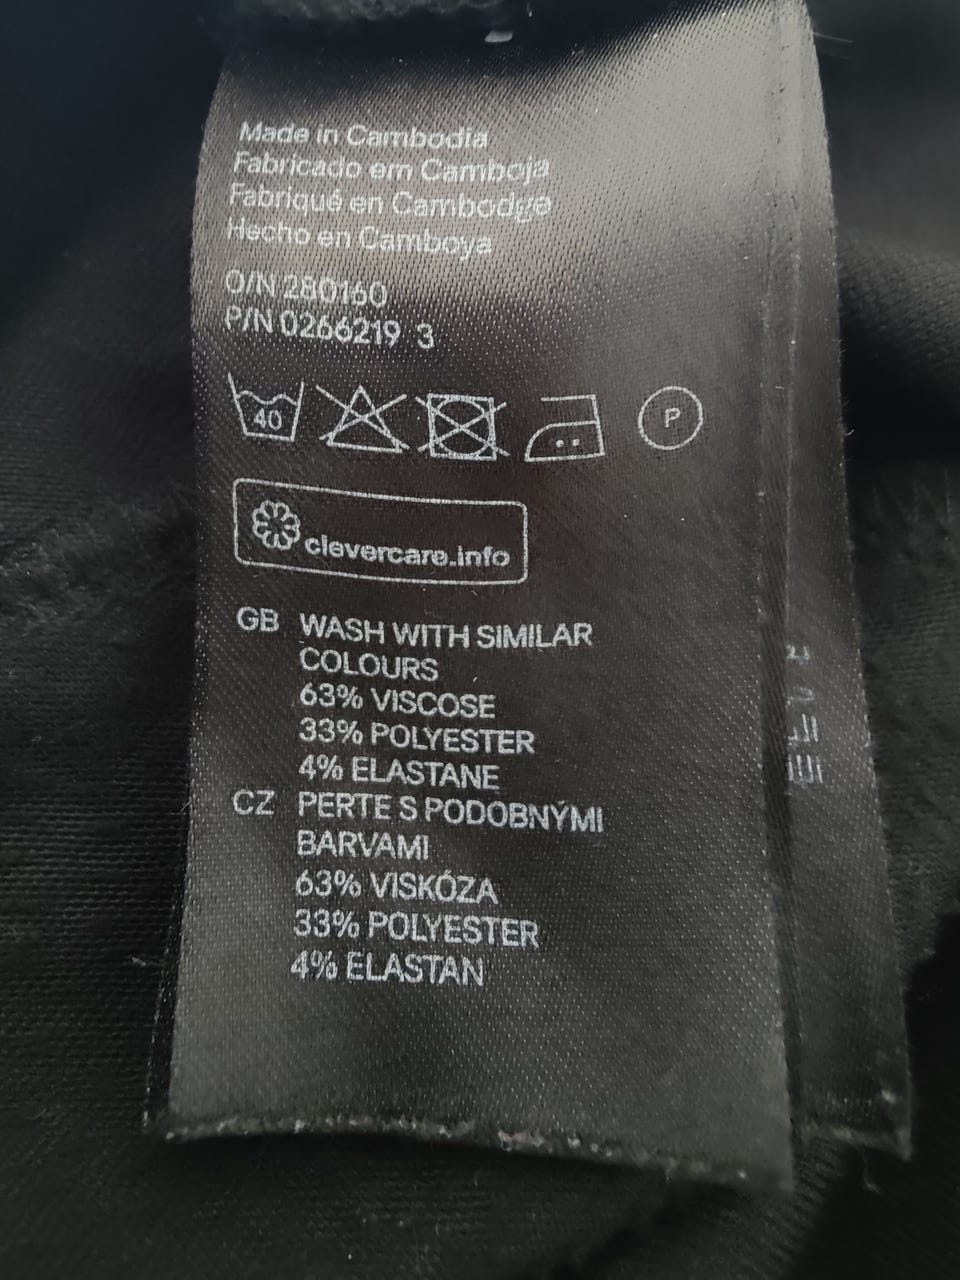 Made in Cambodia
Fabricado em Camboja
Fabriqué en Cambodge
Hecho en Camboya
O/N 280160
P/N 0266219 3
40 P
clevercare.info
GB WASH WITH SIMILAR
COLOURS
63% VISCOSE
33% POLYESTER
4% ELASTANE
CZ PERTE S PODOBNÝMI
BARVAMI
63% VISKÓZA
33% POLYESTER
4% ELASTAN